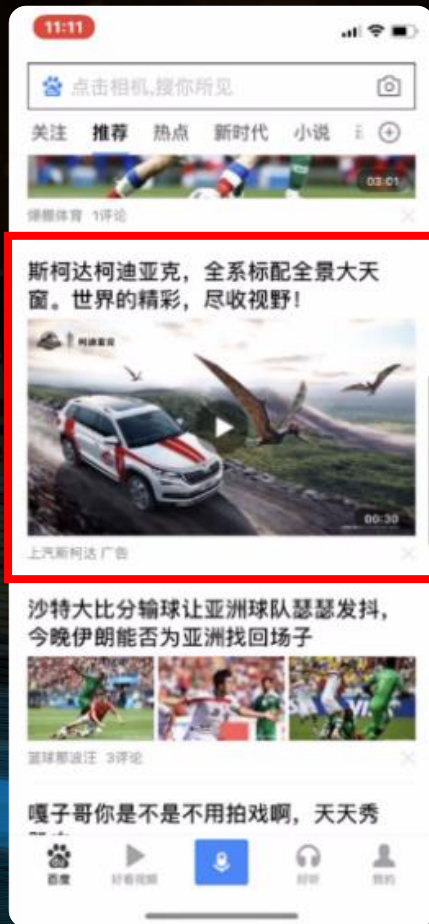 11:11
点击相机,搜你所见
关注 推荐 热点 新时代 小说
03:01
爆棚体育 1评论
斯柯达柯迪亚克，全系标配全景大天
窗。世界的精彩，尽收视野！
柯迪亚克
00:30
上汽斯柯达 广告
沙特大比分输球让亚洲球队瑟瑟发抖，
今晚伊朗能否为亚洲找回场子
篮球那波汪 3评论
嘎子哥你是不是不用拍戏啊，天天秀
百度 好看视频 好听 我的